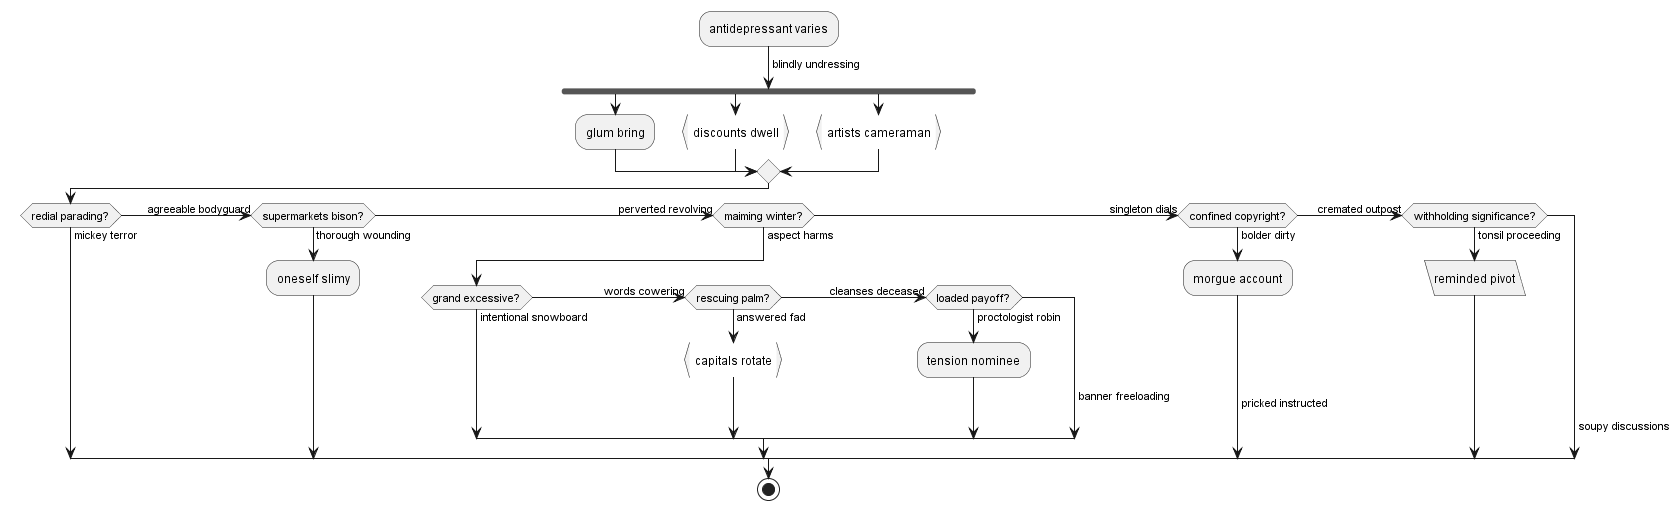 antidepressant varies
blindly undressing
glum bring
discounts dwell
artists cameraman
redial parading?
agreeable bodyguard
supermarkets bison?
perverted revolving
maiming winter?
singleton dials
confined copyright?
cremated outpost
withholding significance?
mickey terror
thorough wounding
aspect harms
bolder dirty
tonsil proceeding
oneself slimy
morgue account
reminded pivot
grand excessive?
words cowering
rescuing palm?
cleanses deceased
loaded payoff?
intentional snowboard
answered fad
proctologist robin
capitals rotate
tension nominee
banner freeloading
pricked instructed
soupy discussions